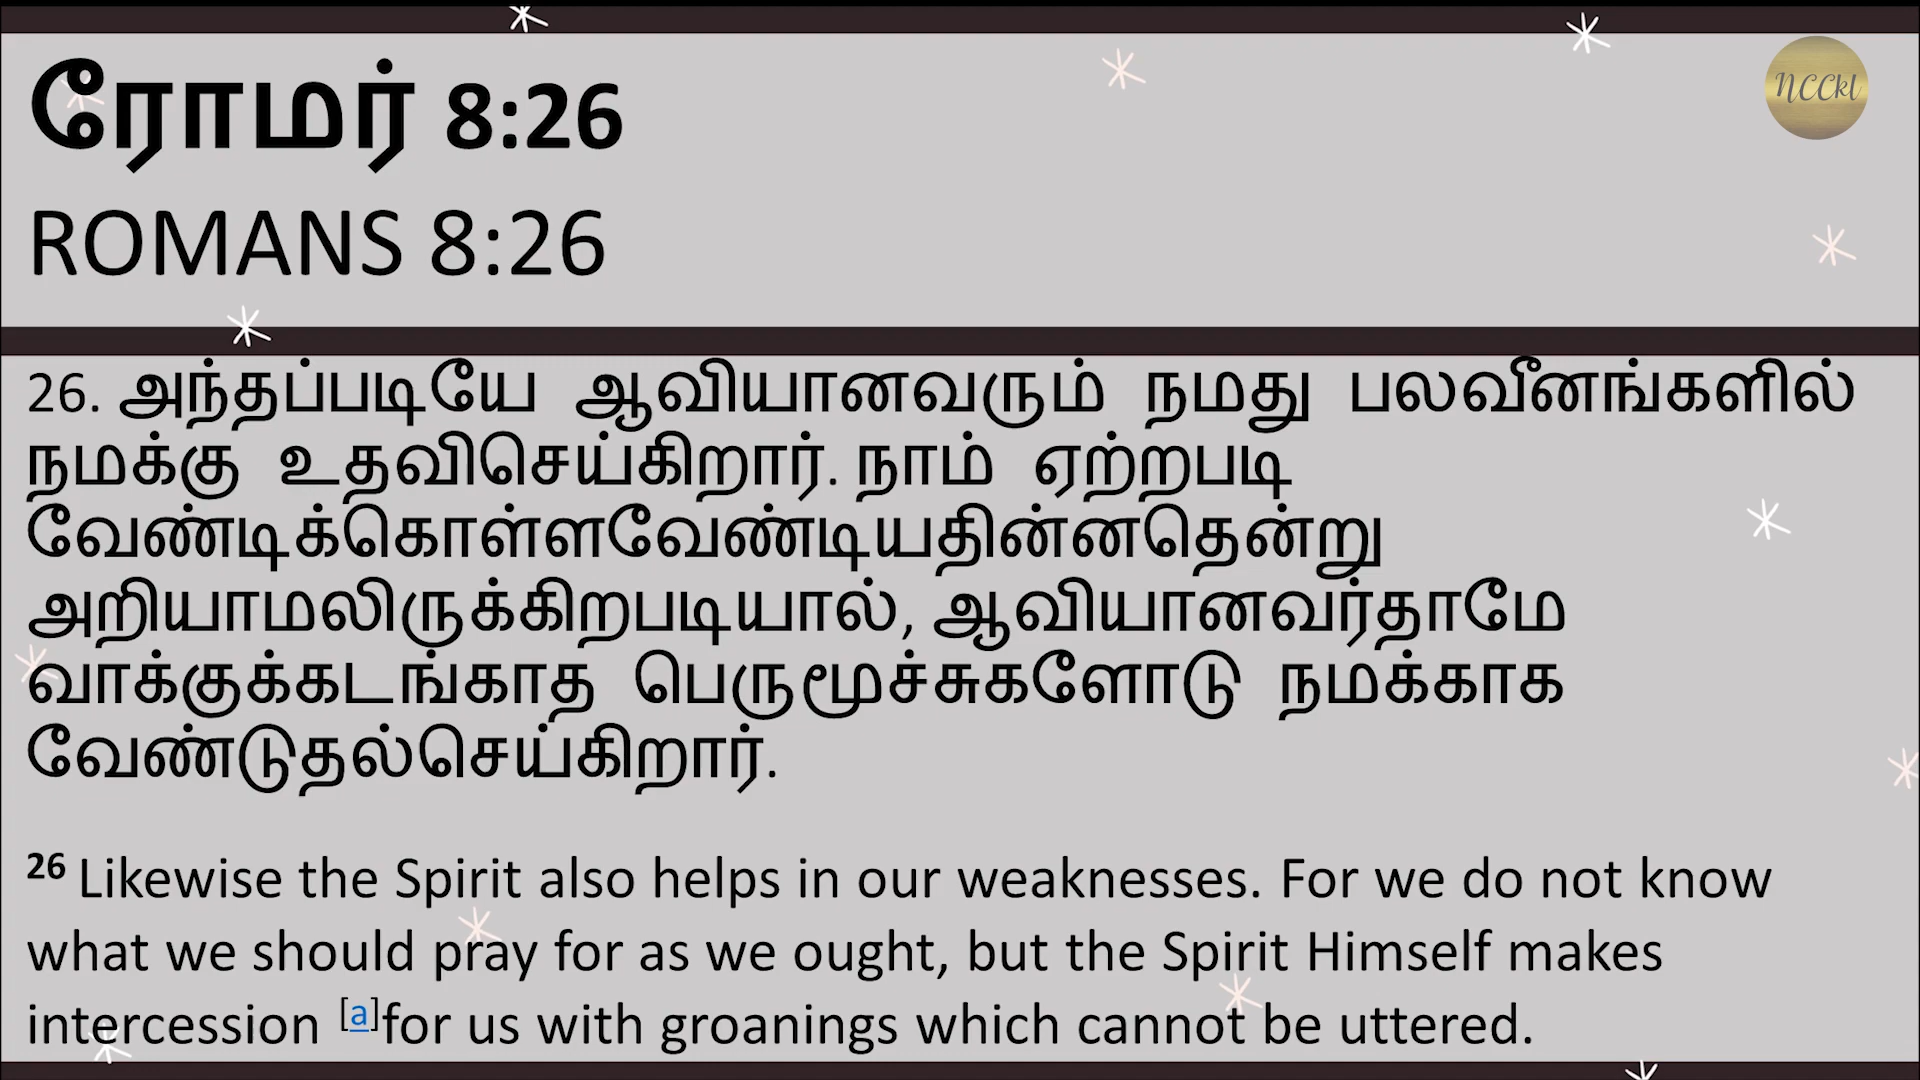 ரோமர் 8:26
NCCkl
ROMANS 8:26
26. அந்தப்படியே ஆவியானவரும் நமது பலவீனங்களில்
நமக்கு உதவிசெய்கிறார். நாம் ஏற்றபடி
வேண்டிக்கொள்ளவேண்டியதின்னதென்று
அறியாமலிருக்கிறபடியால், ஆவியானவர்தாமே
வாக்குக்கடங்காத பெருமூச்சுகளோடு நமக்காக
வேண்டுதல்செய்கிறார்.
26 Likewise the Spirit also helps in our weaknesses. For we do not know
what we should pray for as we ought, but the Spirit Himself makes
intercession [a]for us with groanings which cannot be uttered.